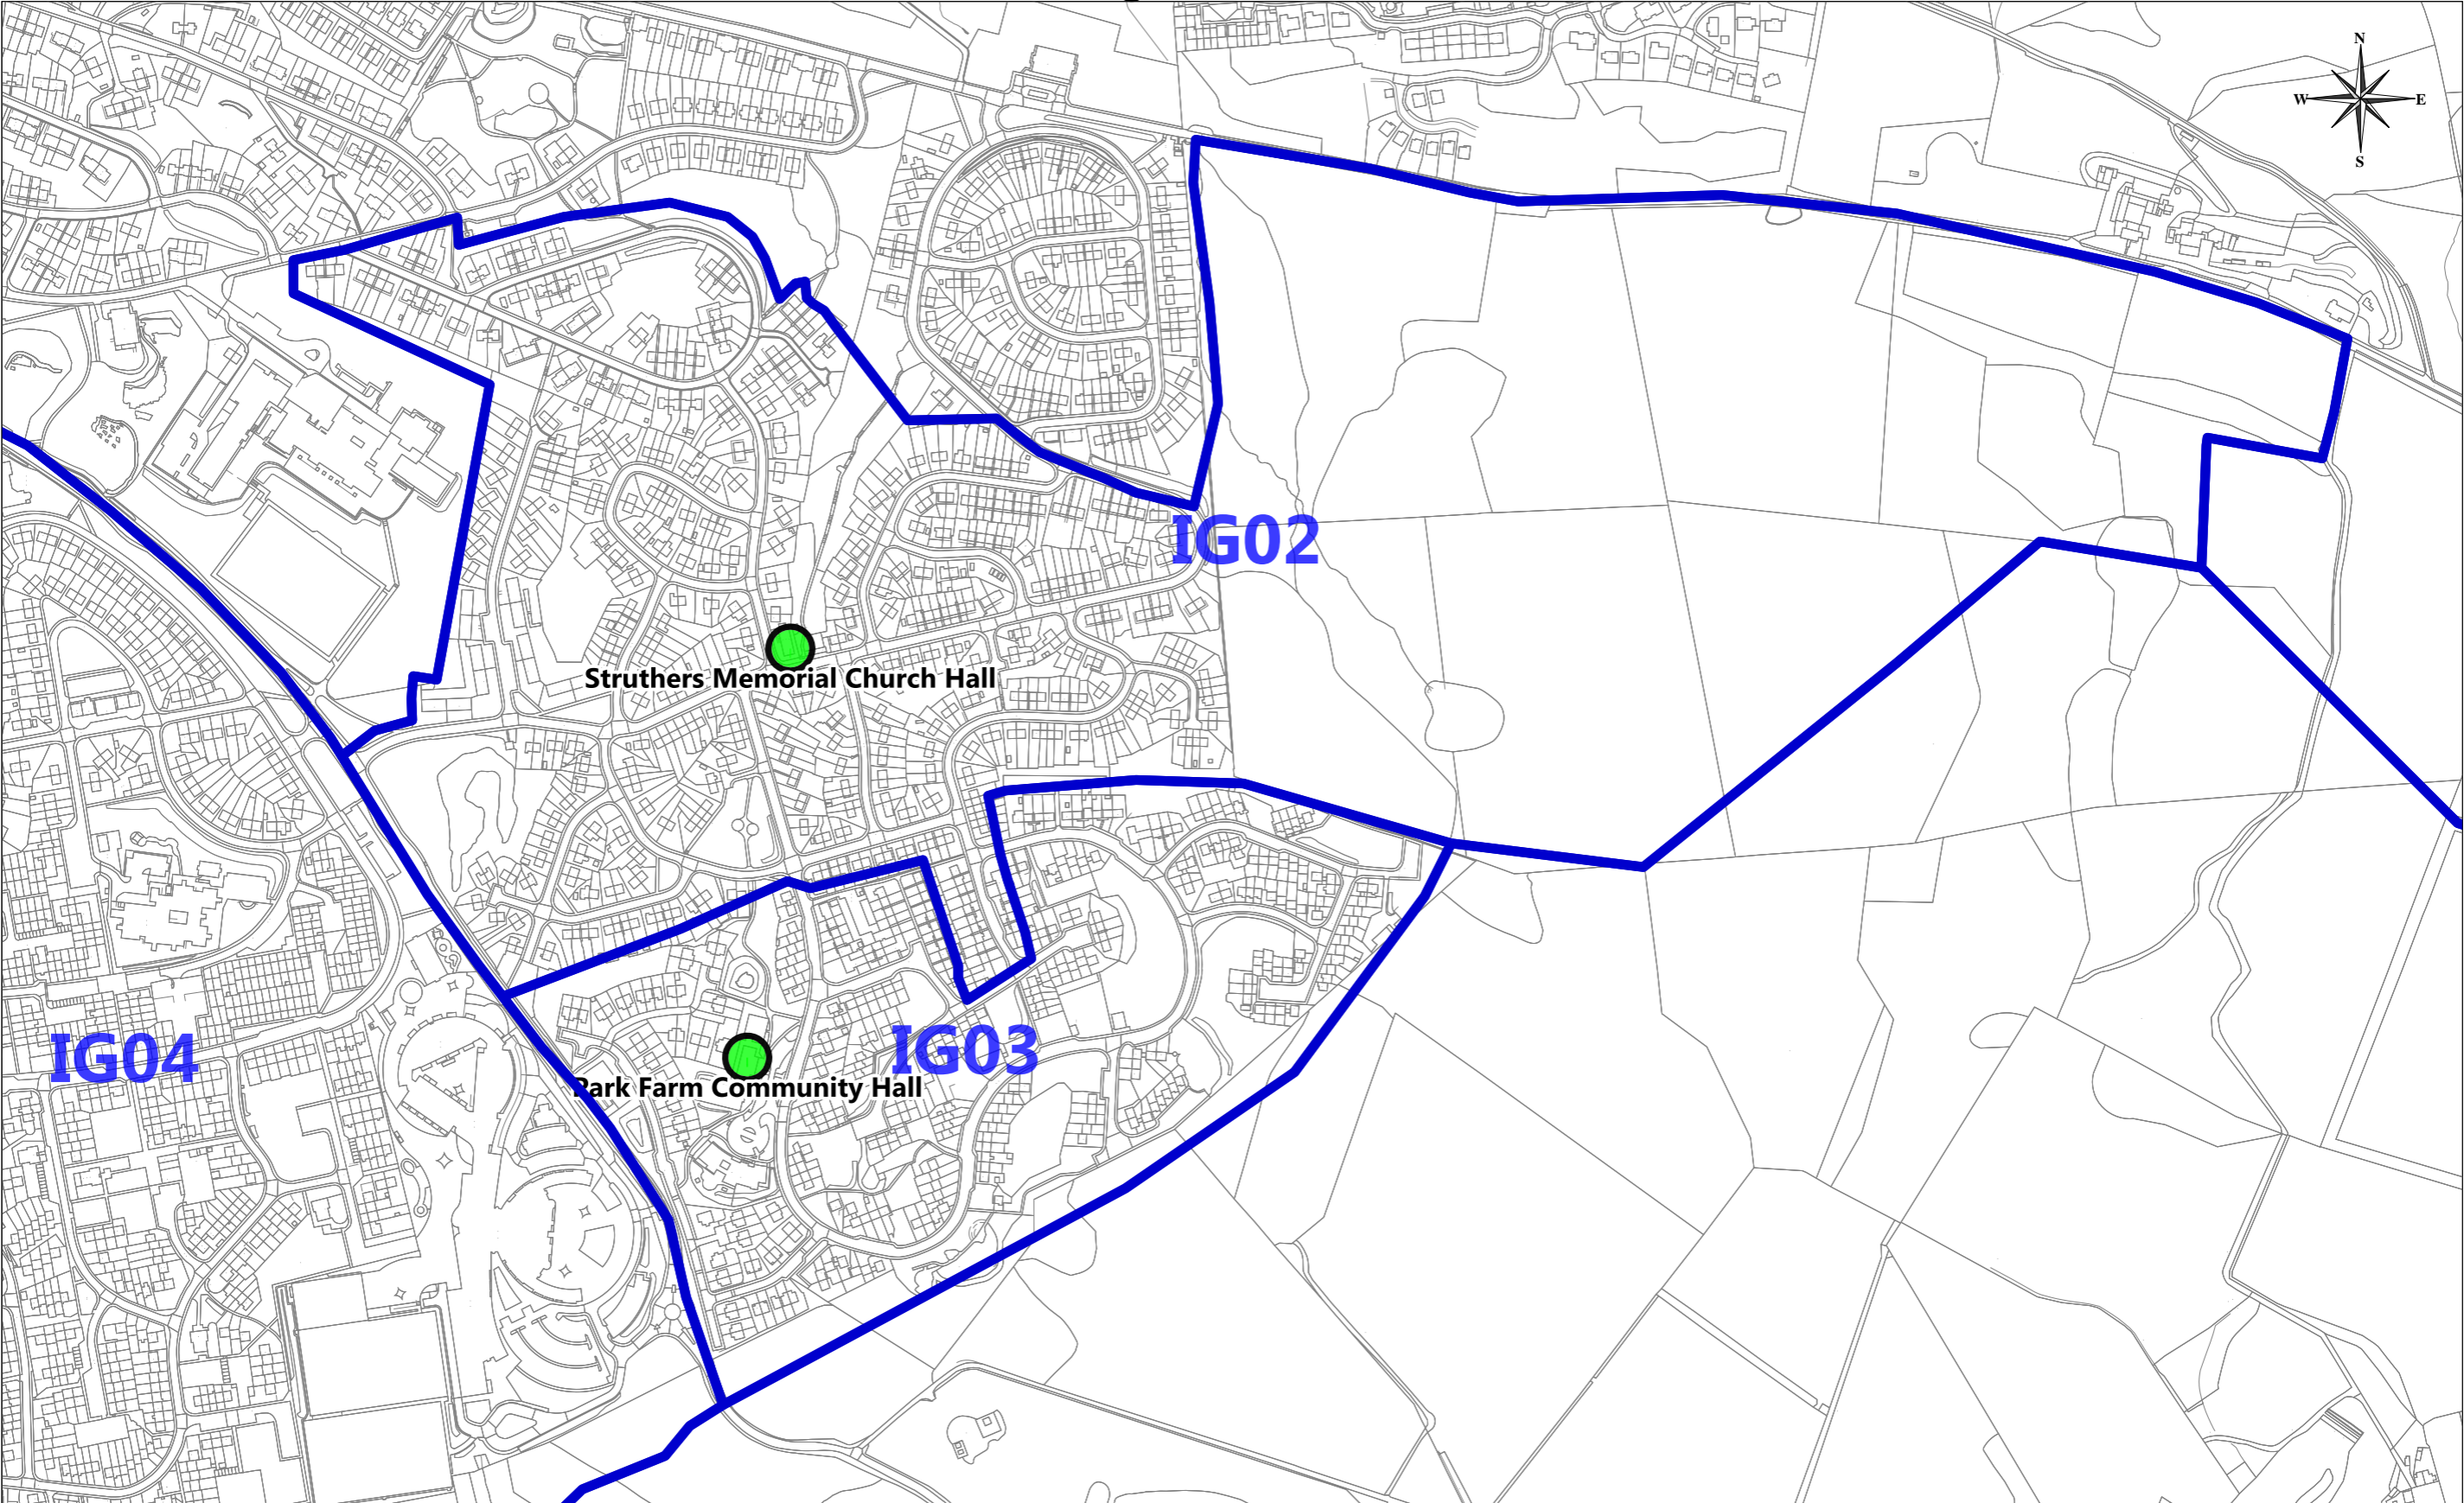 N
W E
S
IG02
Struthers Memorial Church Hall
IG04
IG03
Park Farm Community Hall